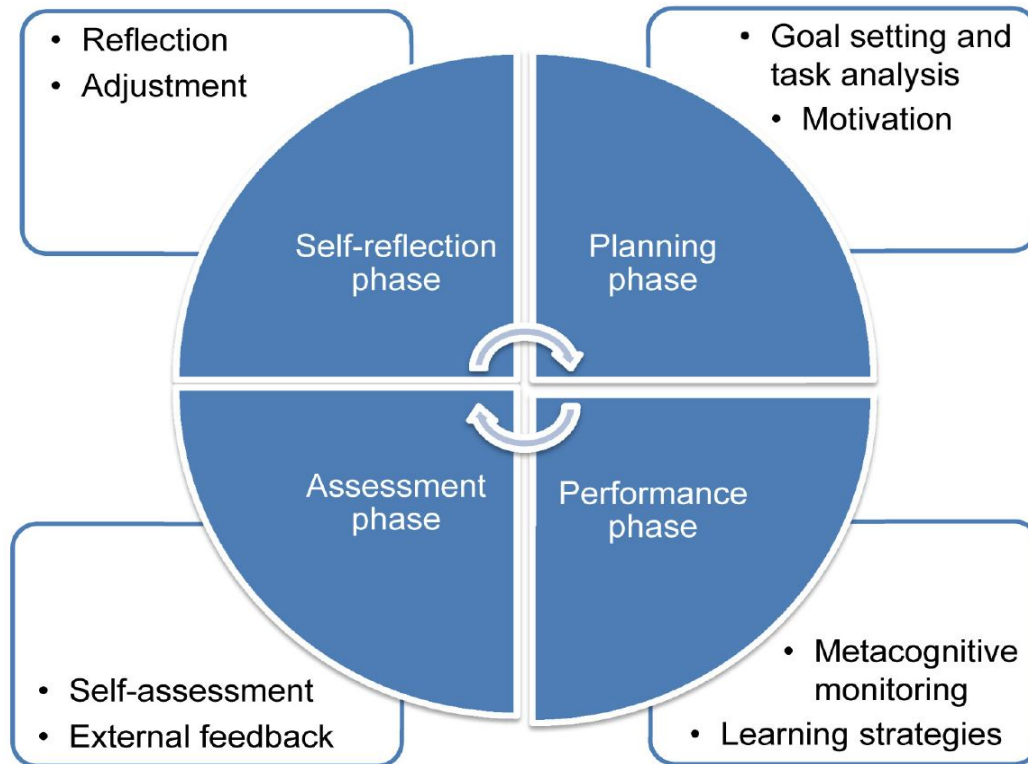 • Reflection
• Adjustment
• Goal setting and
task analysis
• Motivation
Self-reflection
phase
Planning
phase
Assessment
phase
Performance
phase
• Self-assessment
• External feedback
• Metacognitive
monitoring
• Learning strategies